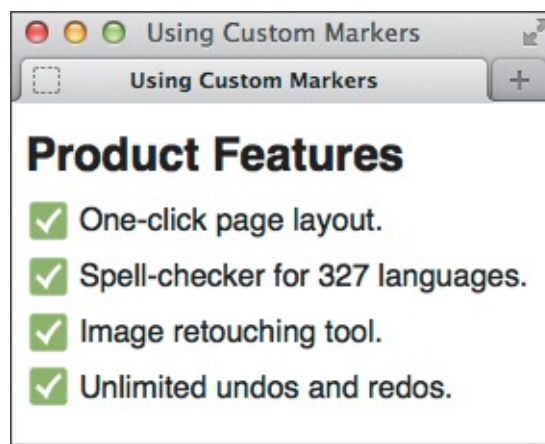 Using Custom Markers
Using Custom Markers
Product Features
One-click page layout.
Spell-checker for 327 languages.
Image retouching tool.
Unlimited undos and redos.